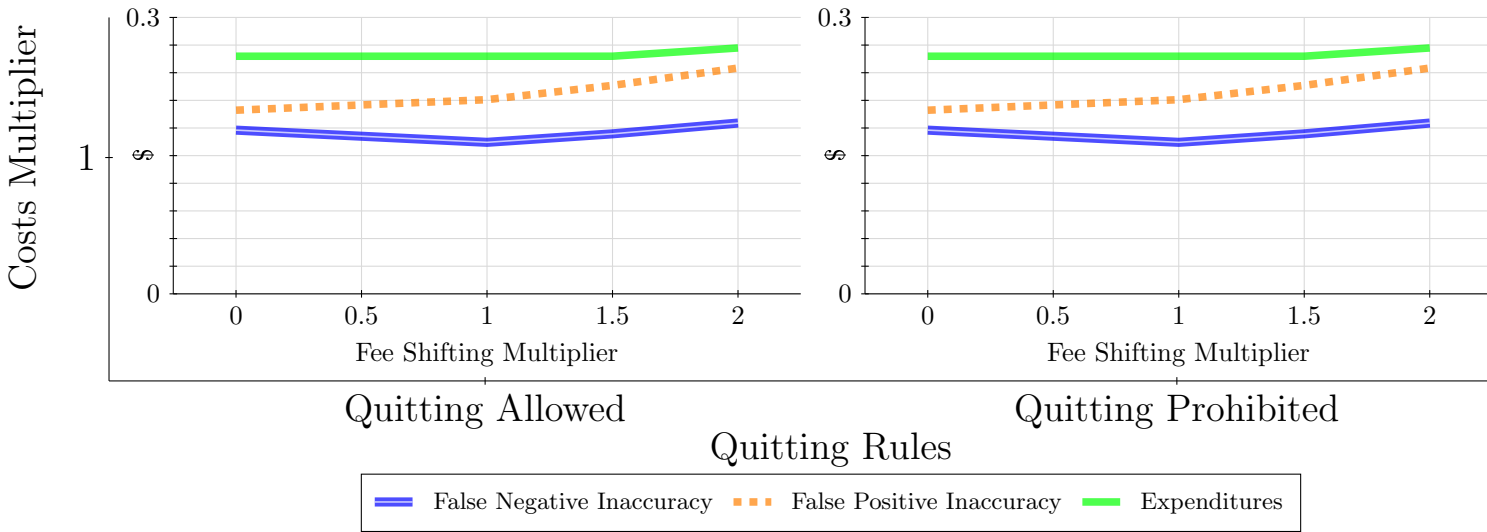 Costs Multiplier
1
$
0.3
0
0 0.5 1 1.5 2
Fee Shifting Multiplier
Quitting Allowed
$
0.3
0
0 0.5 1 1.5 2
Fee Shifting Multiplier
Quitting Prohibited
Quitting Rules
False Negative Inaccuracy False Positive Inaccuracy Expenditures